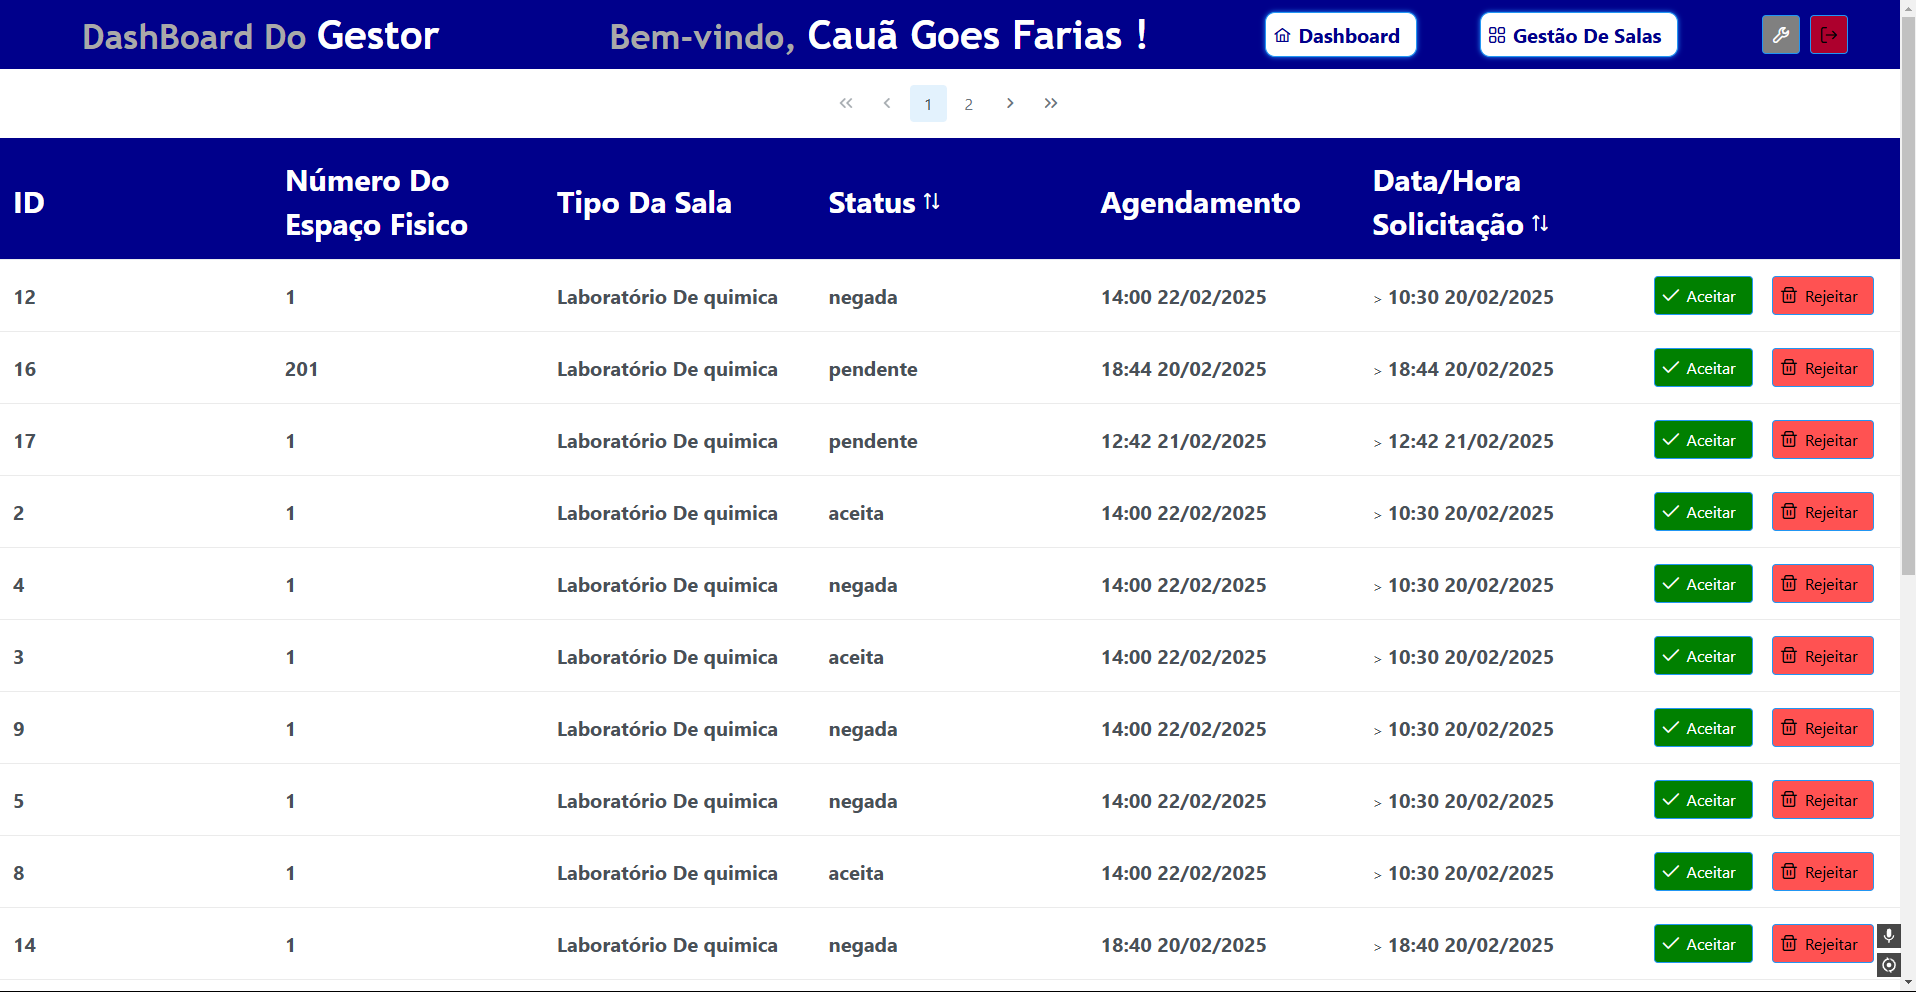 DashBoard Do Gestor
Bem-vindo, Cauã Goes Farias !
Dashboard
Gestão De Salas
1 2
ID
Número Do
Espaço Fisico
Tipo Da Sala
Status
Agendamento
Data/Hora
Solicitação
12 1 Laboratório De quimica negada 14:00 22/02/2025 > 10:30 20/02/2025 Aceitar Rejeitar
16 201 Laboratório De quimica pendente 18:44 20/02/2025 > 18:44 20/02/2025 Aceitar Rejeitar
17 1 Laboratório De quimica pendente 12:42 21/02/2025 > 12:42 21/02/2025 Aceitar Rejeitar
2 1 Laboratório De quimica aceita 14:00 22/02/2025 > 10:30 20/02/2025 Aceitar Rejeitar
4 1 Laboratório De quimica negada 14:00 22/02/2025 > 10:30 20/02/2025 Aceitar Rejeitar
3 1 Laboratório De quimica aceita 14:00 22/02/2025 > 10:30 20/02/2025 Aceitar Rejeitar
9 1 Laboratório De quimica negada 14:00 22/02/2025 > 10:30 20/02/2025 Aceitar Rejeitar
5 1 Laboratório De quimica negada 14:00 22/02/2025 > 10:30 20/02/2025 Aceitar Rejeitar
8 1 Laboratório De quimica aceita 14:00 22/02/2025 > 10:30 20/02/2025 Aceitar Rejeitar
14 1 Laboratório De quimica negada 18:40 20/02/2025 > 18:40 20/02/2025 Aceitar Rejeitar